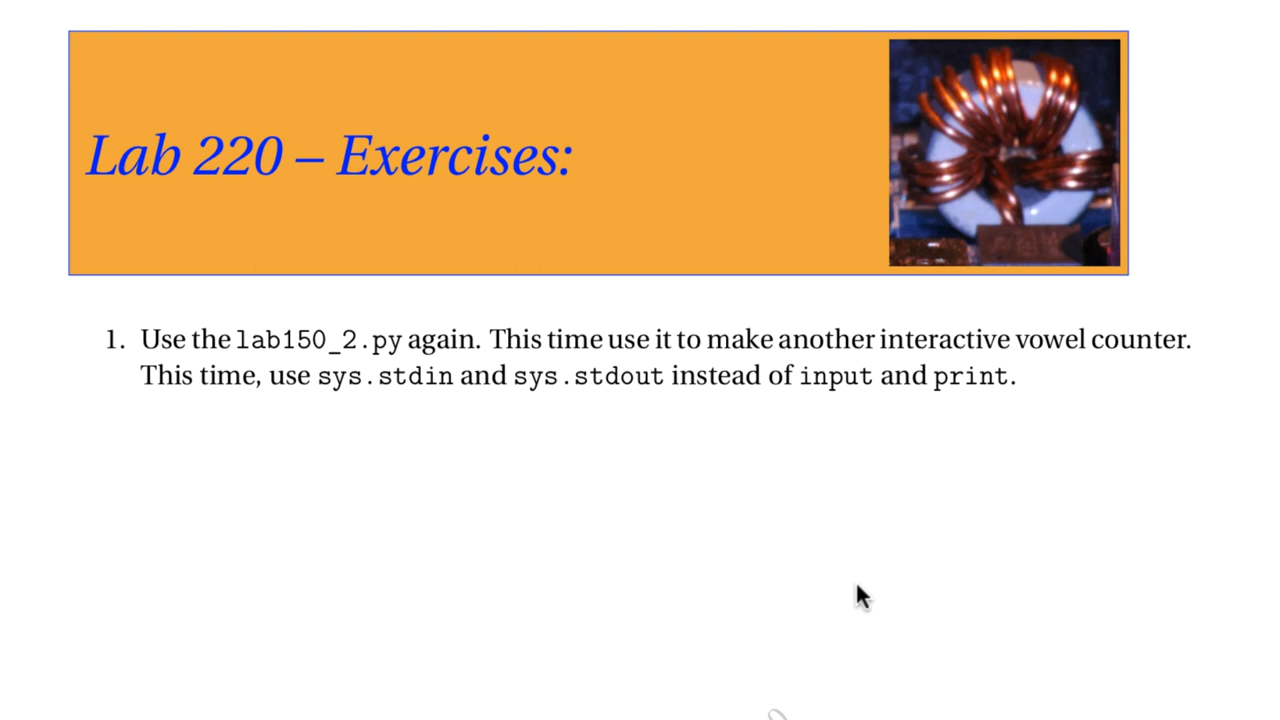 Lab 220 – Exercises:
1. Use the lab150_2.py again. This time use it to make another interactive vowel counter.
This time, use sys.stdin and sys.stdout instead of input and print.